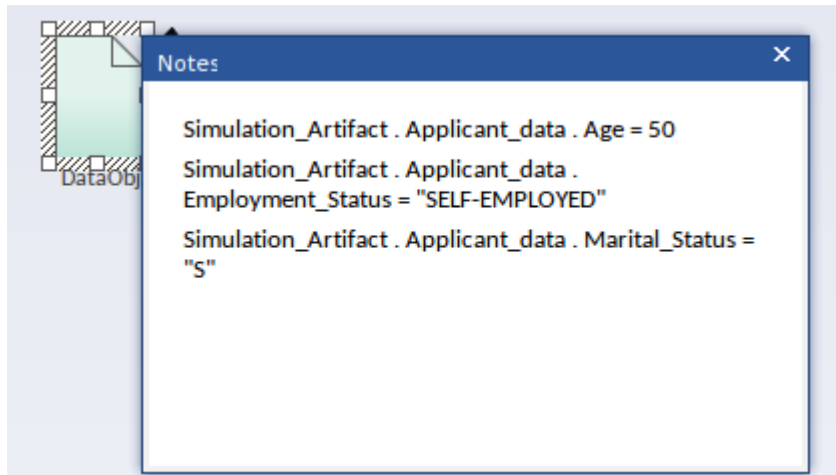 Notes
Simulation_Artifact . Applicant_data . Age = 50
Simulation_Artifact . Applicant_data .
Employment_Status = "SELF-EMPLOYED"
Simulation_Artifact . Applicant_data . Marital_Status =
"S"
DataObj